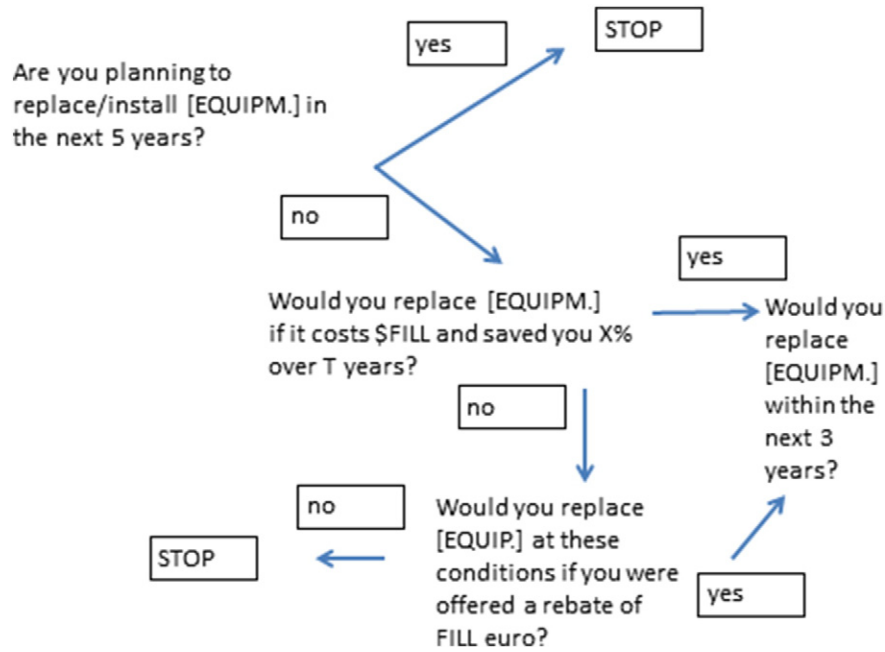 Are you planning to
replace/install [EQUIPM.] in
the next 5 years?
yes
STOP
no
Would you replace [EQUIPM.]
if it costs $FILL and saved you X%
over T years?
yes
Would you
replace
[EQUIPM.]
within the
next 3
years?
no
Would you replace
[EQUIP.] at these
conditions if you were
offered a rebate of
FILL euro?
no
STOP
yes